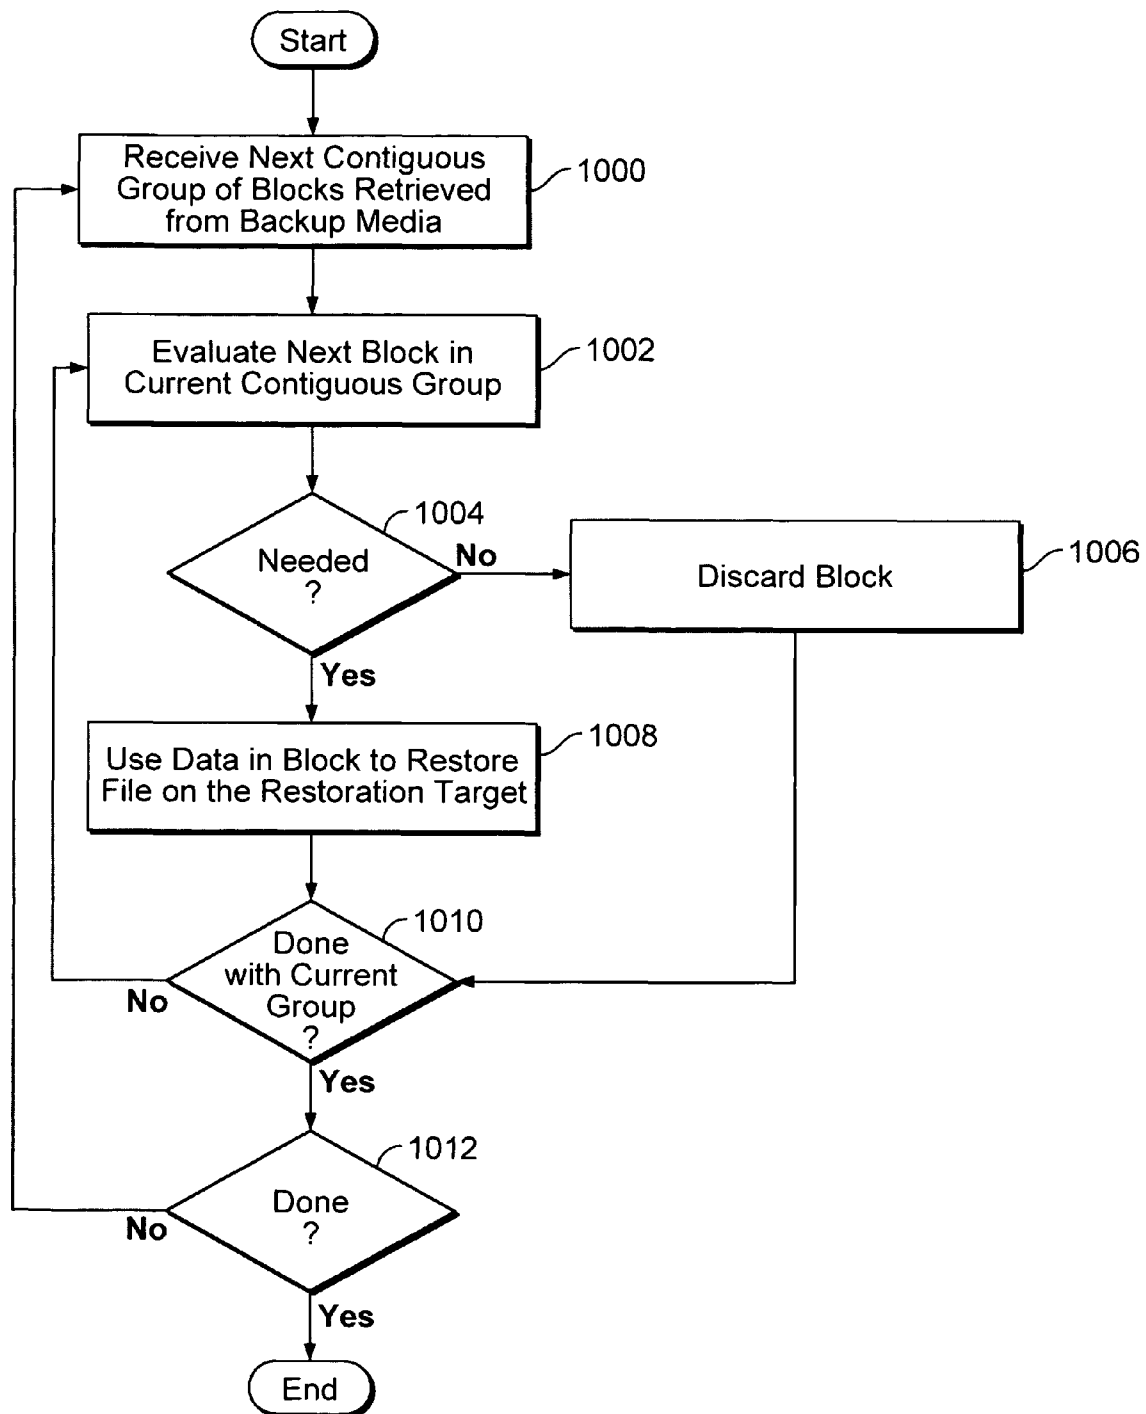 Start
Receive Next Contiguous
Group of Blocks Retrieved
from Backup Media
1000
Evaluate Next Block in
Current Contiguous Group
1002
1004
Needed
?
No
Discard Block
1006
Yes
Use Data in Block to Restore
File on the Restoration Target
1008
1010
Done
with Current
Group
?
No
Yes
1012
Done
?
No
Yes
End